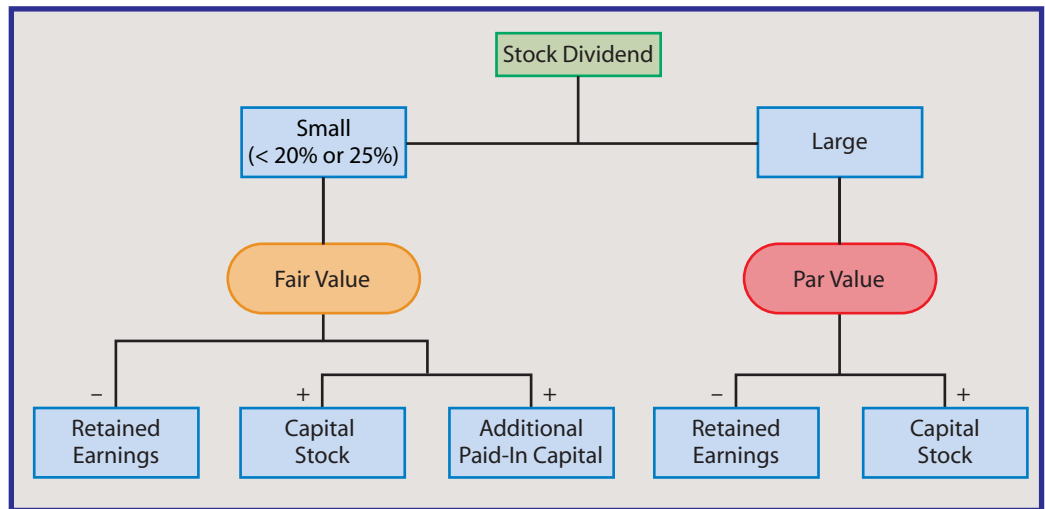 Stock Dividend
Small
(< 20% or 25%)
Large
Fair Value
Par Value
–
+
+
–
+
Retained
Earnings
Capital
Stock
Additional
Paid-In Capital
Retained
Earnings
Capital
Stock